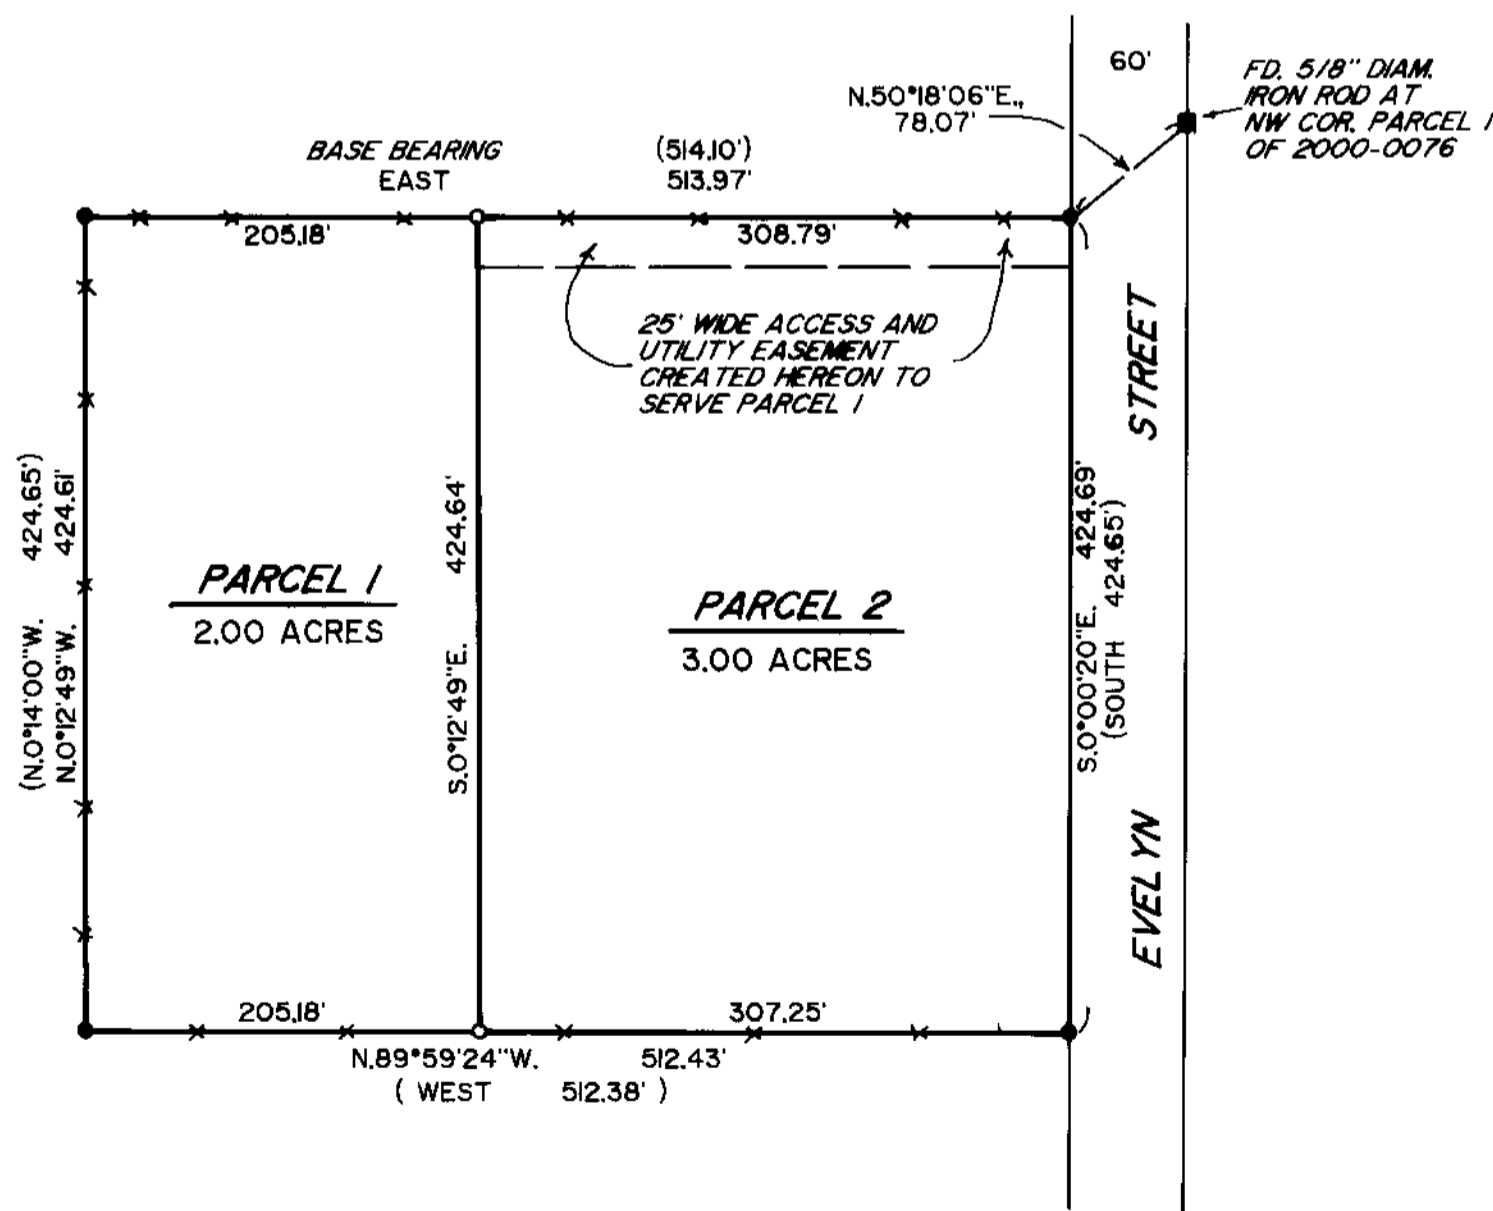 60'
FD. 5/8" DIAM.
IRON ROD AT
NW COR. PARCEL 1
OF 2000-0076
N.50°18'06"E.,
78.07'
BASE BEARING
EAST
(514.10')
513.97'
205.18'
308.79'
25' WIDE ACCESS AND
UTILITY EASEMENT
CREATED HEREON TO
SERVE PARCEL 1
(N.0°14'00"W. 424.65')
N.0°12'49"W. 424.61'
PARCEL 1
2.00 ACRES
S.0°12'49"E. 424.64'
PARCEL 2
3.00 ACRES
S.0°00'20"E. 424.69'
(SOUTH 424.65')
EVELYN STREET
205.18'
307.25'
N.89°59'24"W. 512.43'
( WEST 512.38' )